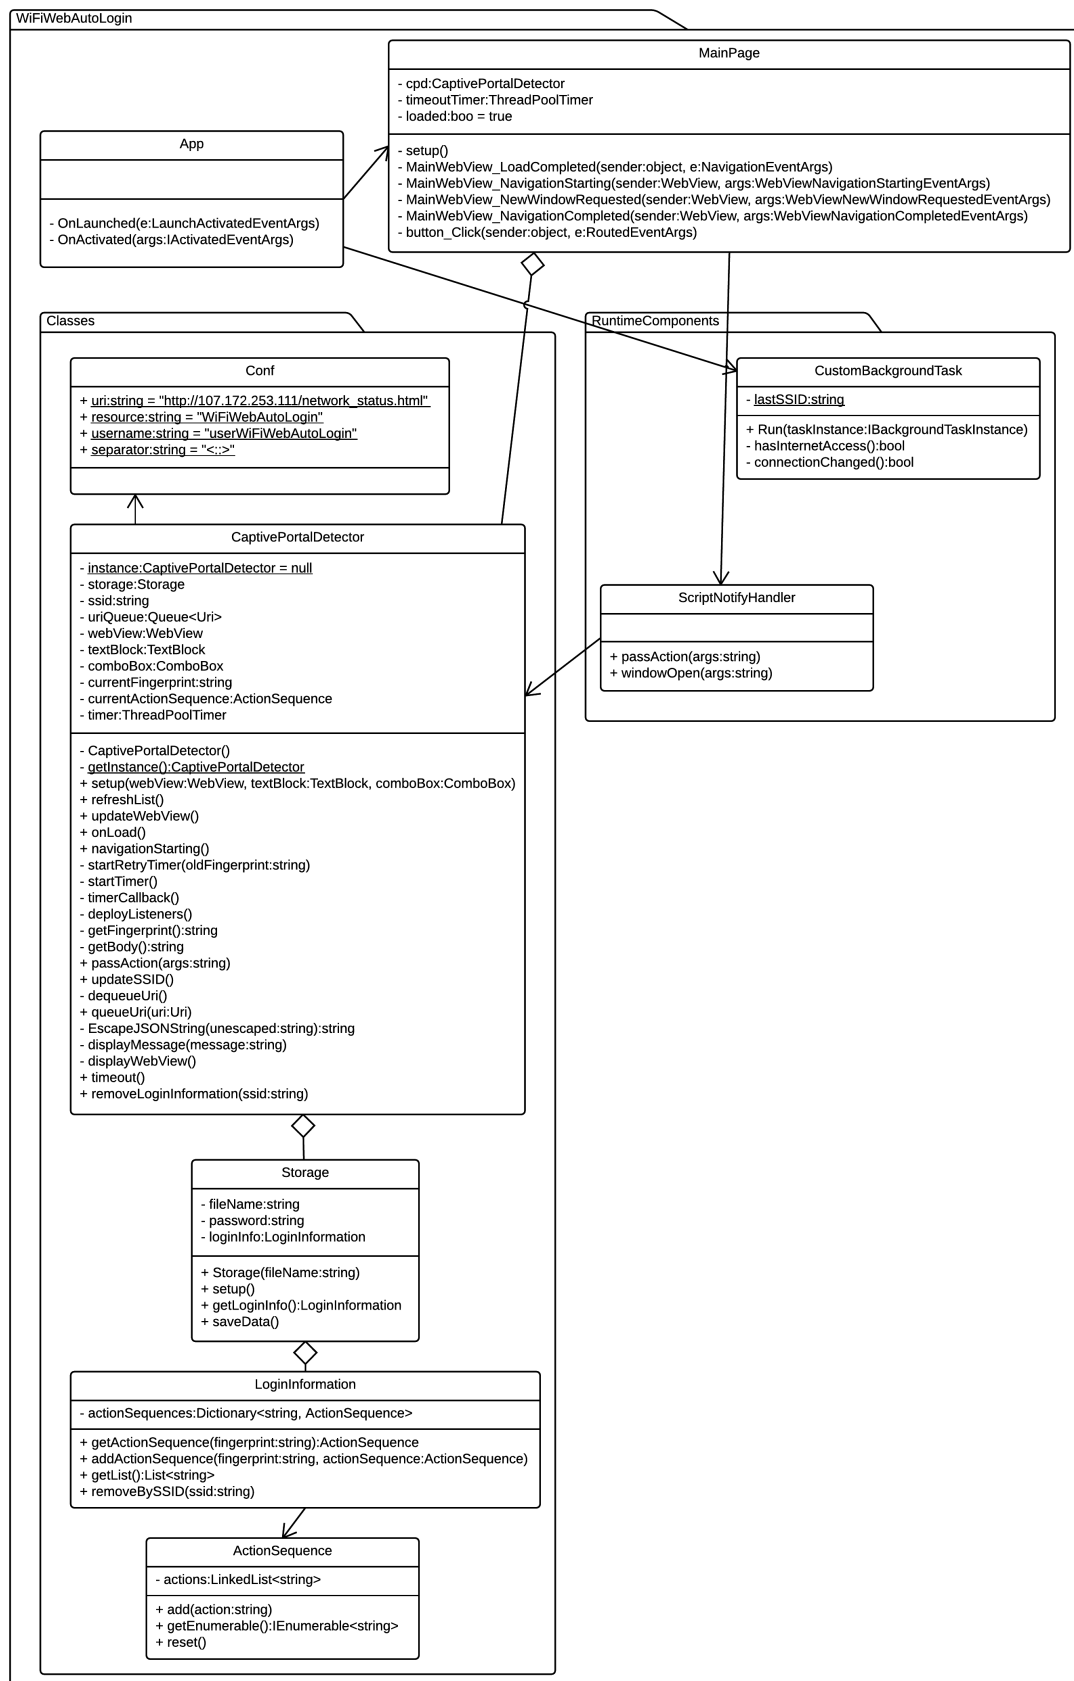 WiFiWebAutoLogin
MainPage
- cpd:CaptivePortalDetector
- timeoutTimer:ThreadPoolTimer
- loaded:boo = true
- setup()
- MainWebView_LoadCompleted(sender:object, e:NavigationEventArgs)
- MainWebView_NavigationStarting(sender:WebView, args:WebViewNavigationStartingEventArgs)
- MainWebView_NewWindowRequested(sender:WebView, args:WebViewNewWindowRequestedEventArgs)
- MainWebView_NavigationCompleted(sender:WebView, args:WebViewNavigationCompletedEventArgs)
- button_Click(sender:object, e:RoutedEventArgs)
App
- OnLaunched(e:LaunchActivatedEventArgs)
- OnActivated(args:IActivatedEventArgs)
Classes
Conf
+ uri:string = "http://107.172.253.111/network_status.html"
+ resource:string = "WiFiWebAutoLogin"
+ username:string = "userWiFiWebAutoLogin"
+ separator:string = "<::>"
RuntimeComponents
CustomBackgroundTask
- lastSSID:string
+ Run(taskInstance:IBackgroundTaskInstance)
- hasInternetAccess():bool
- connectionChanged():bool
ScriptNotifyHandler
+ passAction(args:string)
+ windowOpen(args:string)
CaptivePortalDetector
- instance:CaptivePortalDetector = null
- storage:Storage
- ssid:string
- uriQueue:Queue<Uri>
- webView:WebView
- textBlock:TextBlock
- comboBox:ComboBox
- currentFingerprint:string
- currentActionSequence:ActionSequence
- timer:ThreadPoolTimer
- CaptivePortalDetector()
- getInstance():CaptivePortalDetector
+ setup(webView:WebView, textBlock:TextBlock, comboBox:ComboBox)
+ refreshList()
+ updateWebView()
+ onLoad()
+ navigationStarting()
- startRetryTimer(oldFingerprint:string)
- startTimer()
- timerCallback()
- deployListeners()
- getFingerprint():string
- getBody():string
+ passAction(args:string)
+ updateSSID()
- dequeueUri()
+ queueUri(uri:Uri)
- EscapeJSONString(unescaped:string):string
- displayMessage(message:string)
- displayWebView()
+ timeout()
+ removeLoginInformation(ssid:string)
Storage
- fileName:string
- password:string
- loginInfo:LoginInformation
+ Storage(fileName:string)
+ setup()
+ getLoginInfo():LoginInformation
+ saveData()
LoginInformation
- actionSequences:Dictionary<string, ActionSequence>
+ getActionSequence(fingerprint:string):ActionSequence
+ addActionSequence(fingerprint:string, actionSequence:ActionSequence)
+ getList():List<string>
+ removeBySSID(ssid:string)
ActionSequence
- actions:LinkedList<string>
+ add(action:string)
+ getEnumerable():IEnumerable<string>
+ reset()